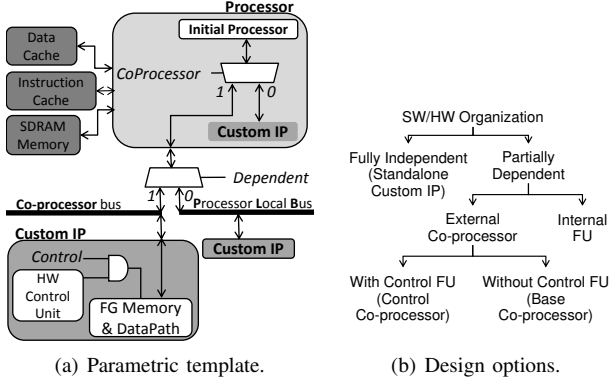 Processor
Data
Cache
Initial Processor
CoProcessor
Instruction
Cache
1
0
SDRAM
Memory
Custom IP
Dependent
1
0
Co-processor bus
Processor Local Bus
Custom IP
Custom IP
Control
HW
Control
Unit
FG Memory
& DataPath
(a) Parametric template.
SW/HW Organization
Fully Independent
(Standalone
Custom IP)
Partially
Dependent
External
Co-processor
Internal
FU
With Control FU
(Control
Co-processor)
Without Control FU
(Base
Co-processor)
(b) Design options.